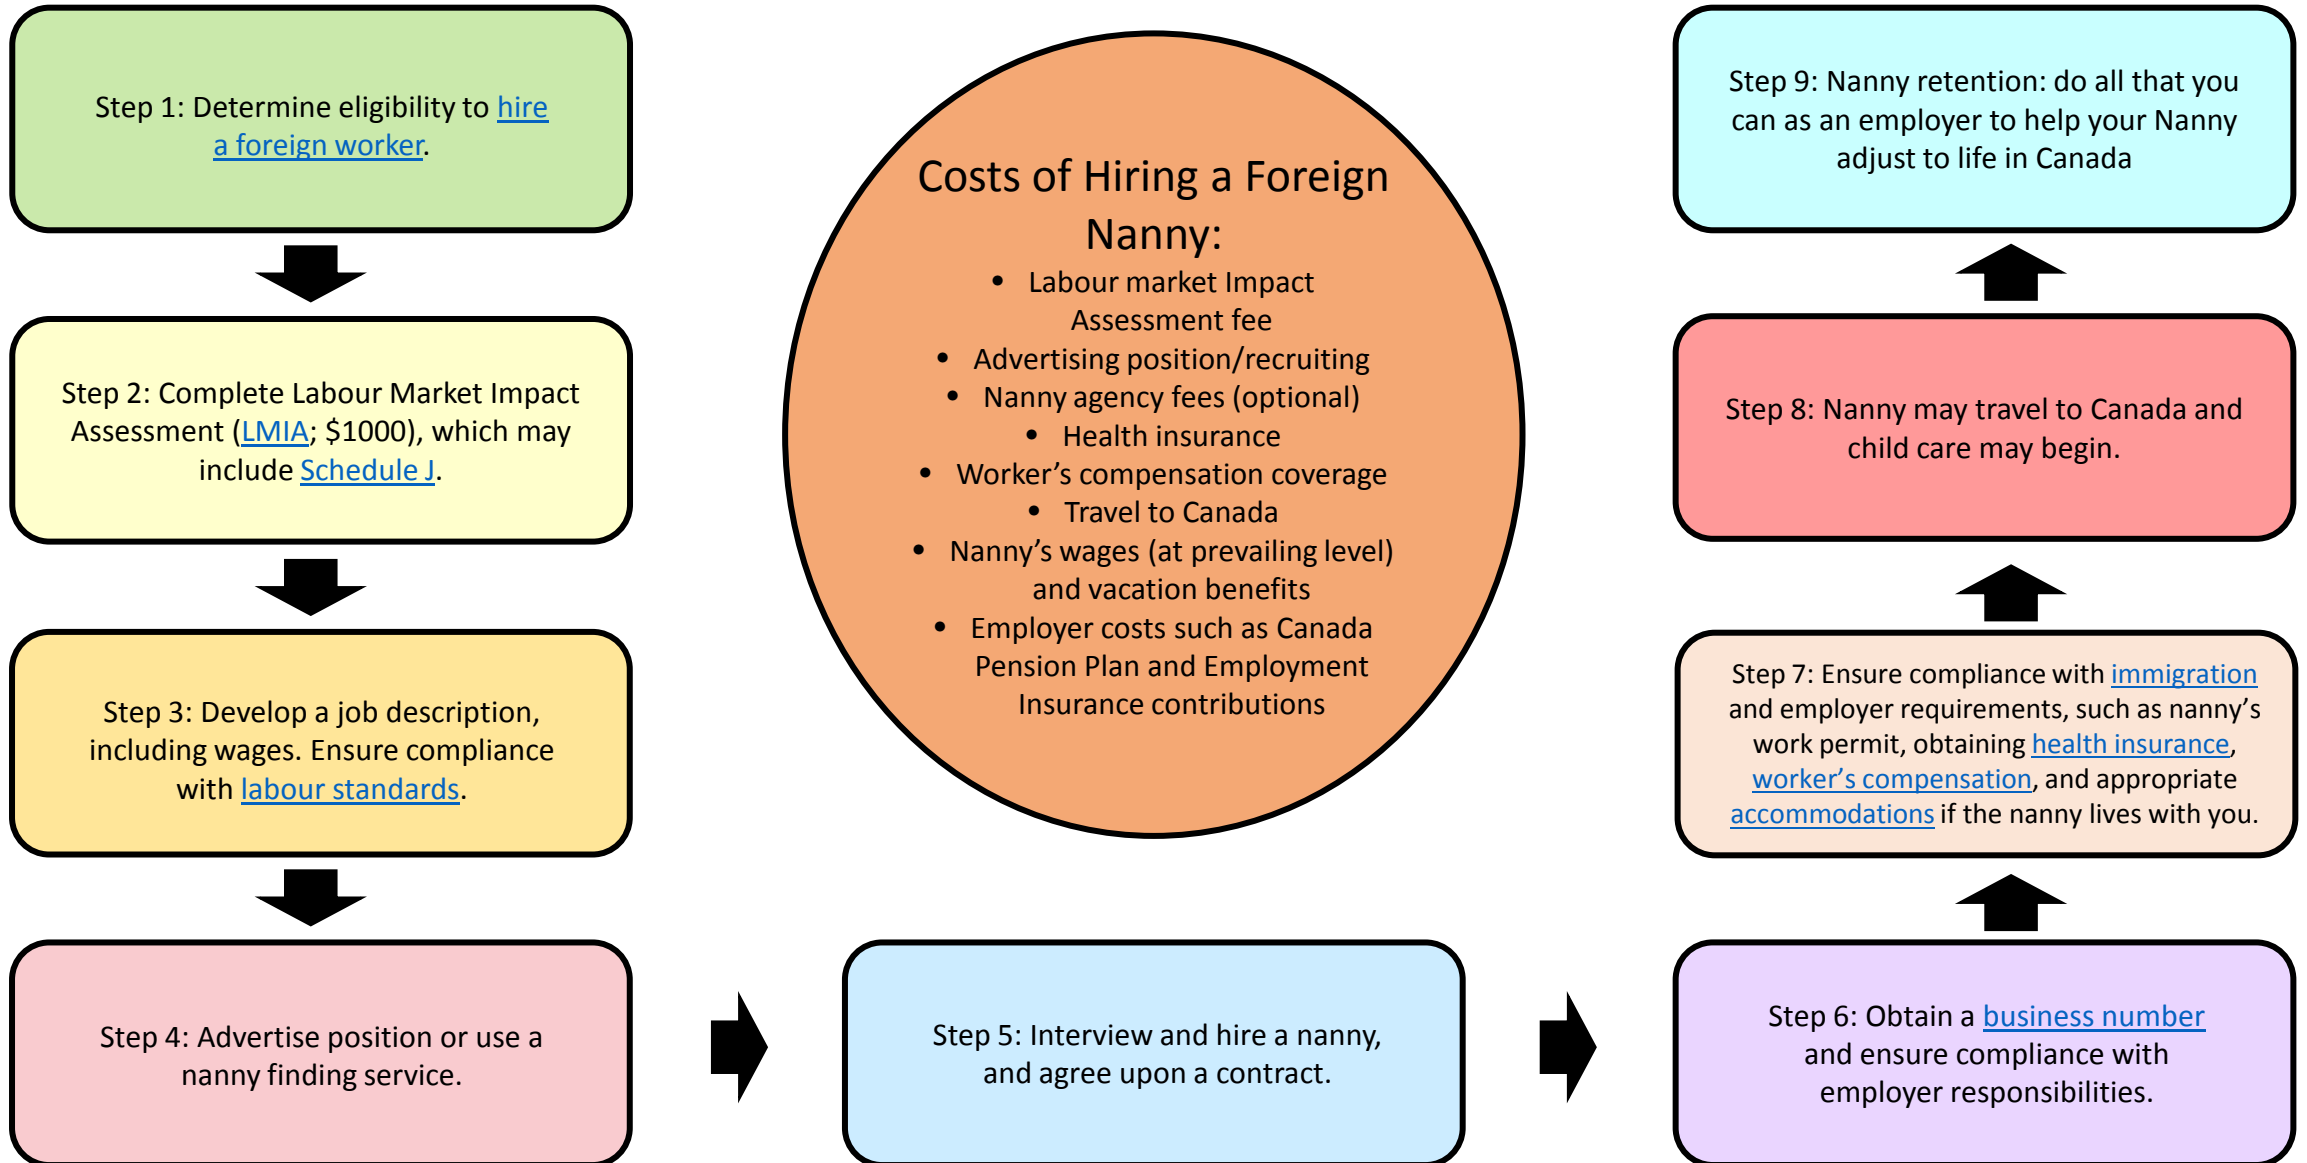 Step 1: Determine eligibility to hire
a foreign worker.
Step 2: Complete Labour Market Impact
Assessment (LMIA; $1000), which may
include Schedule J.
Step 3: Develop a job description,
including wages. Ensure compliance
with labour standards.
Step 4: Advertise position or use a
nanny finding service.
Step 5: Interview and hire a nanny,
and agree upon a contract.
Step 6: Obtain a business number
and ensure compliance with
employer responsibilities.
Step 7: Ensure compliance with immigration
and employer requirements, such as nanny’s
work permit, obtaining health insurance,
worker’s compensation, and appropriate
accommodations if the nanny lives with you.
Step 8: Nanny may travel to Canada and
child care may begin.
Step 9: Nanny retention: do all that you
can as an employer to help your Nanny
adjust to life in Canada
Costs of Hiring a Foreign
Nanny:
• Labour market Impact
Assessment fee
• Advertising position/recruiting
• Nanny agency fees (optional)
• Health insurance
• Worker’s compensation coverage
• Travel to Canada
• Nanny’s wages (at prevailing level)
and vacation benefits
• Employer costs such as Canada
Pension Plan and Employment
Insurance contributions